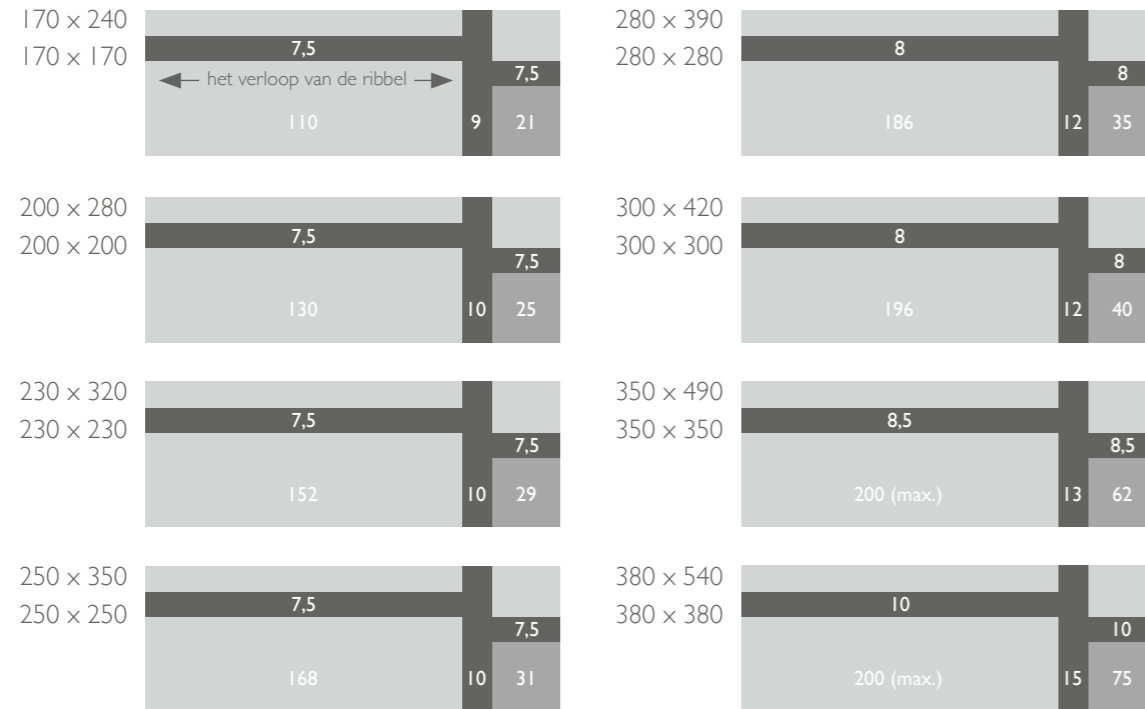 170 x 240
170 x 170
7,5
7,5
het verloop van de ribbel
110
9
21
200 x 280
200 x 200
7,5
7,5
130
10
25
230 x 320
230 x 230
7,5
7,5
152
10
29
250 x 350
250 x 250
7,5
7,5
168
10
31
280 x 390
280 x 280
8
8
186
12
35
300 x 420
300 x 300
8
8
196
12
40
350 x 490
350 x 350
8,5
8,5
200 (max.)
13
62
380 x 540
380 x 380
10
10
200 (max.)
15
75